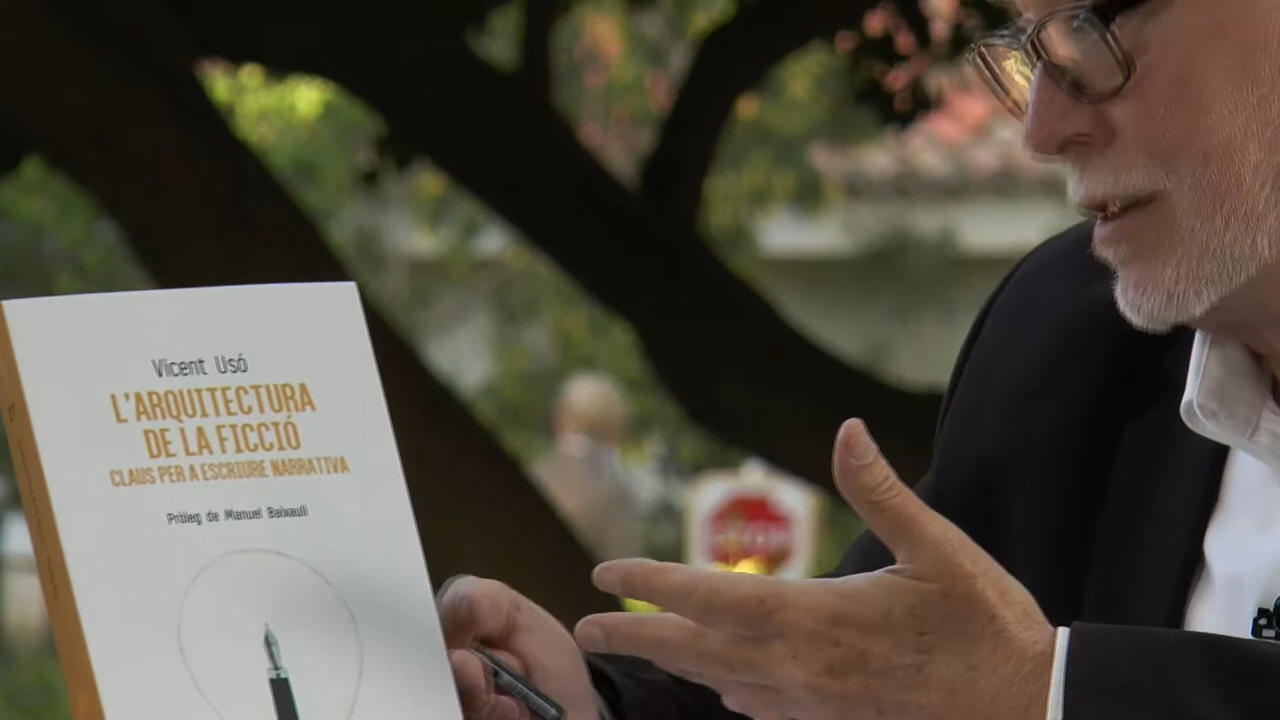 Vicent Usó
L'ARQUITECTURA
DE LA FICCIÓ
CLAUS PER A ESCRIURE NARRATIVA
Pròleg de Manuel Baixauli